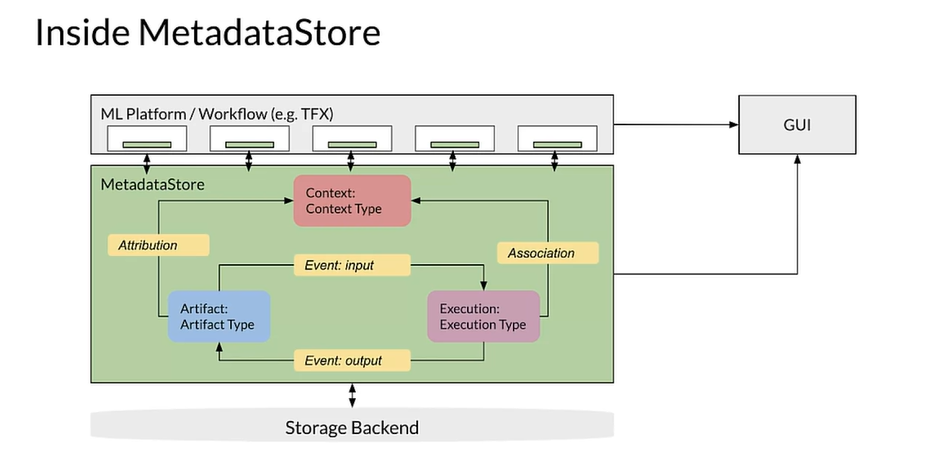 Inside MetadataStore
ML Platform / Workflow (e.g. TFX)
GUI
MetadataStore
Context:
Context Type
Attribution
Association
Event: input
Artifact:
Artifact Type
Execution:
Execution Type
Event: output
Storage Backend